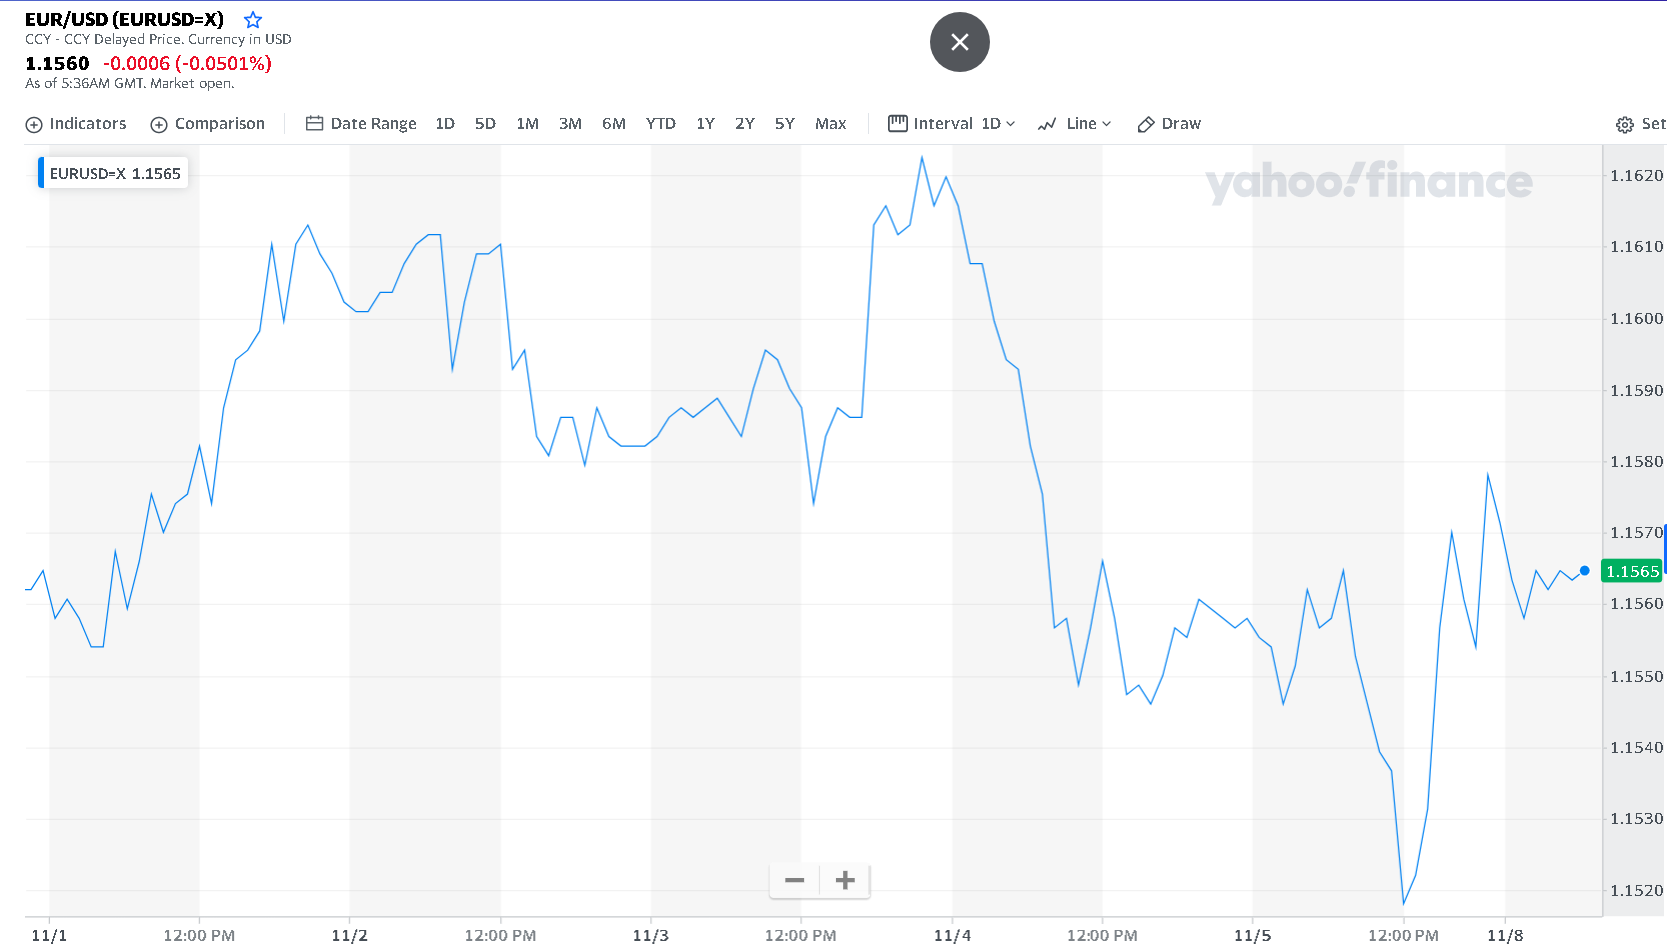 EUR/USD (EURUSD=X)
CCY - CCY Delayed Price. Currency in USD
1.1560 -0.0006 (-0.0501%)
As of 5:36AM GMT. Market open.
Indicators Comparison Date Range 1D 5D 1M 3M 6M YTD 1Y 2Y 5Y Max Interval 1D Line Draw Set
EURUSD=X 1.1565
yahoo!finance
1.1620
1.1610
1.1600
1.1590
1.1580
1.1570
1.1565
1.1560
1.1550
1.1540
1.1530
1.1520
11/1 12:00 PM 11/2 12:00 PM 11/3 12:00 PM 11/4 12:00 PM 11/5 12:00 PM 11/8